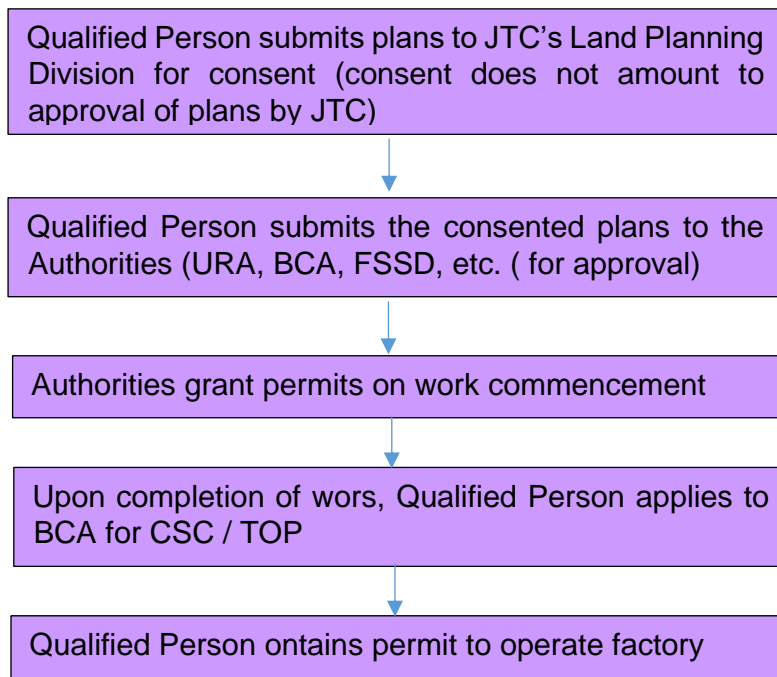 Qualified Person submits plans to JTC's Land Planning
Division for consent (consent does not amount to
approval of plans by JTC)
Qualified Person submits the consented plans to the
Authorities (URA, BCA, FSSD, etc. ( for approval)
Authorities grant permits on work commencement
Upon completion of wors, Qualified Person applies to
BCA for CSC / TOP
Qualified Person ontains permit to operate factory